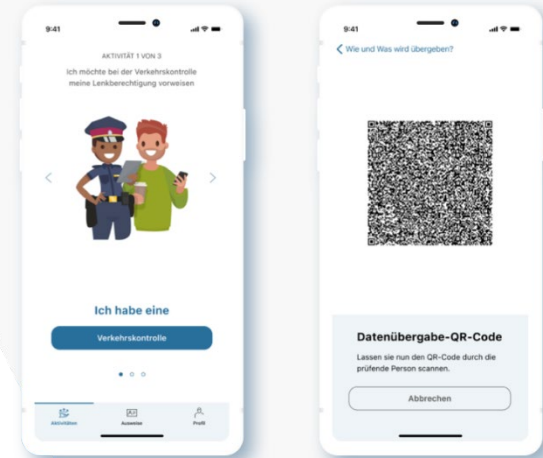 9:41
AKTIVITÄT 1 VON 3
Ich möchte bei der Verkehrskontrolle
meine Lenkberechtigung vorweisen
Ich habe eine
Verkehrskontrolle
Aktivitäten
Ausweise
Profil
9:41
Wie und Was wird übergeben?
Datenübergabe-QR-Code
Lassen sie nun den QR-Code durch die
prüfende Person scannen.
Abbrechen